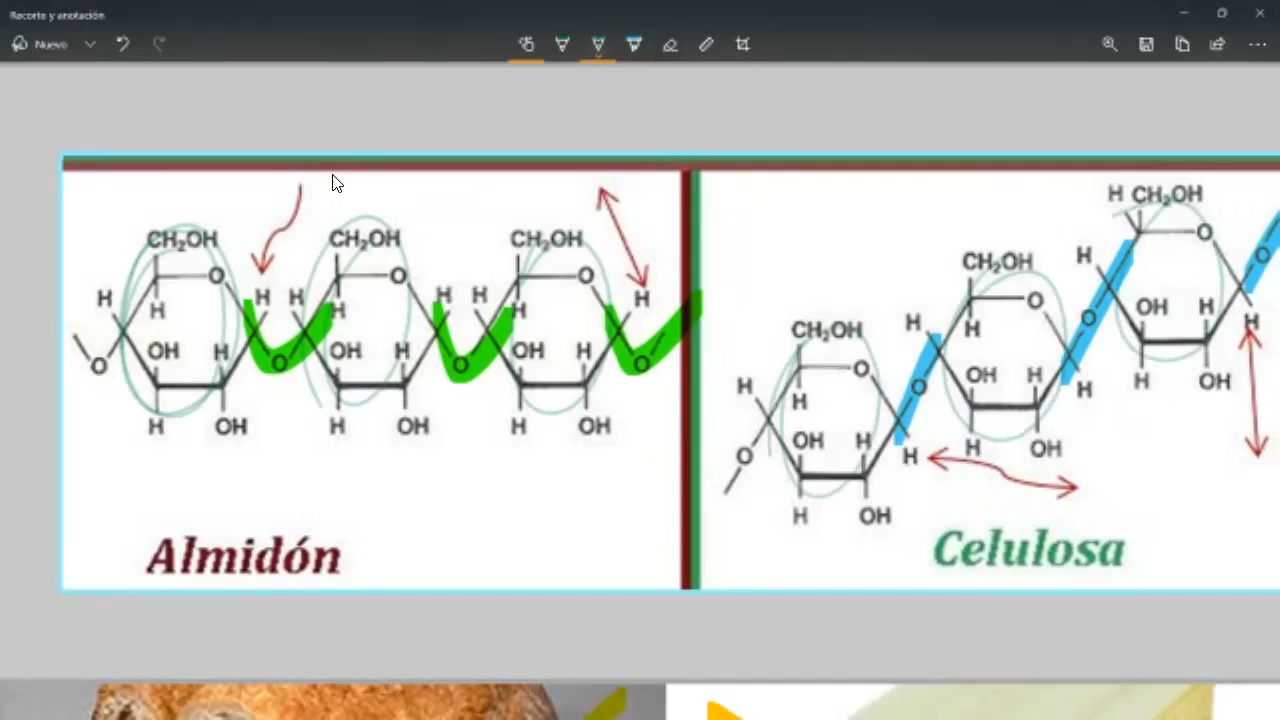 Recorte y anotación
Nuevo
CH₂OH CH₂OH CH₂OH
O O O
H H H H H H
H H H
OH H OH H OH H
O O O O
H OH H OH H OH
Almidón
H CH₂OH
O
H O
CH₂OH
O
OH H
H H O H
CH₂OH
O
OH H
H OH
H O H
H
OH H
H OH
O H
H OH
Celulosa